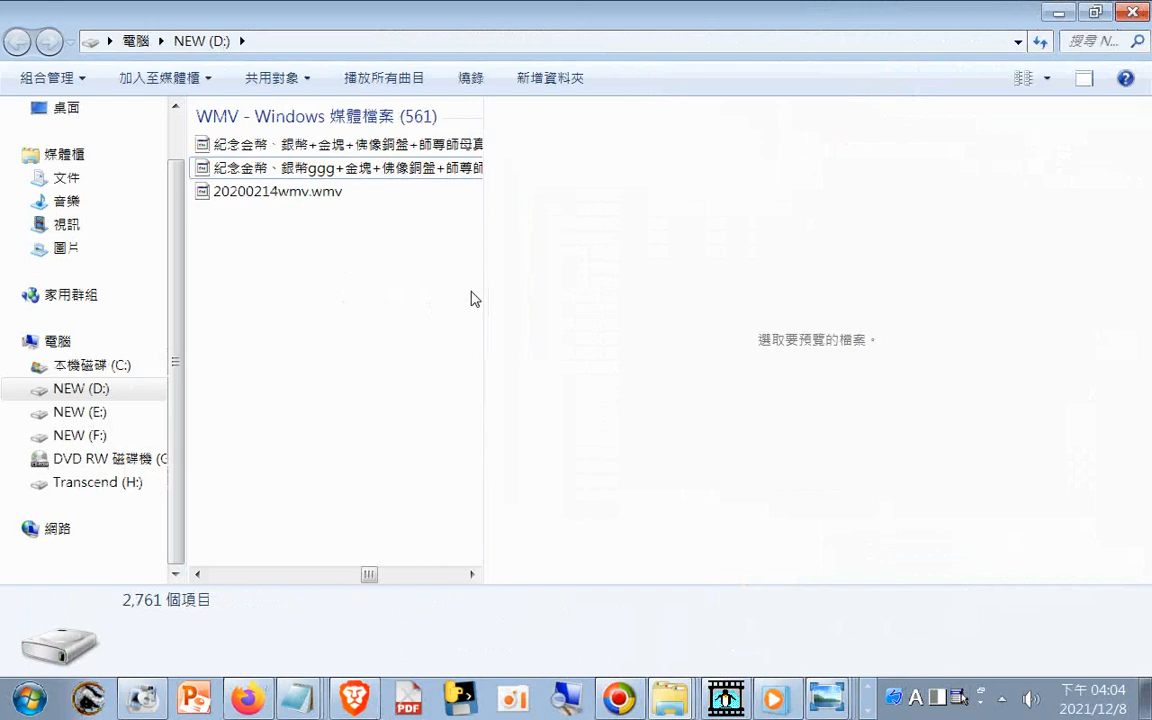 電腦 NEW (D:)
搜尋 N...
組合管理 加入至媒體櫃 共用對象 播放所有曲目 燒錄 新增資料夾
桌面
媒體櫃
文件
音樂
視訊
圖片
家用群組
電腦
本機磁碟 (C:)
NEW (D:)
NEW (E:)
NEW (F:)
DVD RW 磁碟機 (G
Transcend (H:)
網路
WMV - Windows 媒體檔案 (561)
紀念金幣、銀幣+金塊+佛像銅盤+師尊師母真
紀念金幣、銀幣ggg+金塊+佛像銅盤+師尊師
20200214wmv.wmv
選取要預覽的檔案。
2,761 個項目
PDF
A
下午 04:04
2021/12/8